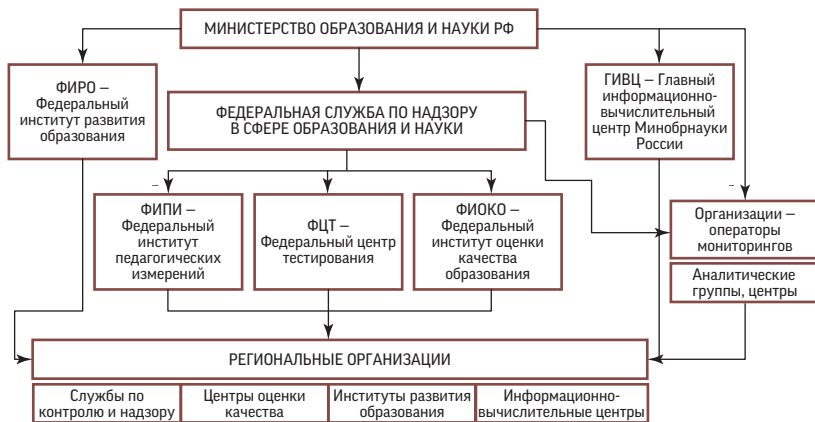 МИНИСТЕРСТВО ОБРАЗОВАНИЯ И НАУКИ РФ
ФИРО –
Федеральный
институт развития
образования
ФЕДЕРАЛЬНАЯ СЛУЖБА ПО НАДЗОРУ
В СФЕРЕ ОБРАЗОВАНИЯ И НАУКИ
ГИВЦ – Главный
информационно-
вычислительный
центр Минобрнауки
России
ФИПИ –
Федеральный
институт
педагогических
измерений
ФЦТ –
Федеральный центр
тестирования
ФИОКО –
Федеральный
институт оценки
качества
образования
Организации –
операторы
мониторингов
Аналитические
группы, центры
РЕГИОНАЛЬНЫЕ ОРГАНИЗАЦИИ
Службы по
контролю и надзору
Центры оценки
качества
Институты развития
образования
Информационно-
вычислительные центры